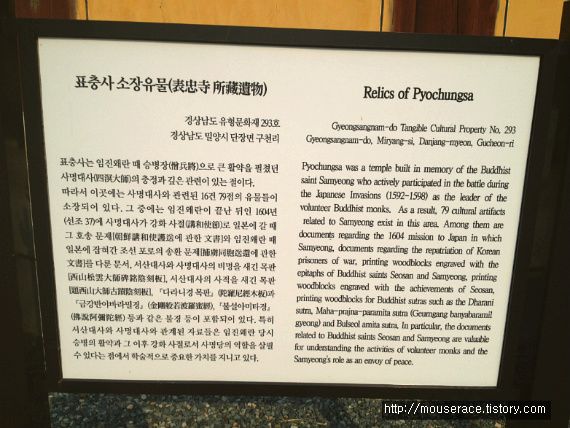 표충사 소장유물(表忠寺 所藏遺物)
경상남도 유형문화재 293호
경상남도 밀양시 단장면 구천리
표충사는 임진왜란 때 승병장(僧兵將)으로 큰 활약을 펼쳤던
사명대사(四溟大師)의 충정과 깊은 관련이 있는 절이다.
따라서 이곳에는 사명대사와 관련된 16건 79점의 유물들이
소장되어 있다. 그 중에는 임진왜란이 끝난 뒤인 1604년
(선조 37)에 사명대사가 강화 사절(講和使節)로 일본에 갈 때
그 호송 문제[朝鮮講和使護送에 관한 文書]와 임진왜란 때
일본에 잡혀간 조선 포로의 송환 문제[被虜同胞送還에 관한
文書]를 다룬 문서, 서산대사와 사명대사의 비명을 새긴 목판
[西山松雲大師碑銘陰刻板], 서산대사의 사적을 새긴 목판
[題西山大師古蹟陰刻板], 『다라니경 목판』(陀羅尼經木板)과
『금강반야바라밀경』(金剛般若波羅蜜經), 『불설아미타경』
(佛說阿彌陀經) 등과 같은 불경 등이 포함되어 있다. 특히
서산대사와 사명대사와 관계된 자료들은 임진왜란 당시
승병의 활약과 그 이후 강화 사절로서 사명당의 역할을 살필
수 있다는 점에서 학술적으로 중요한 가치를 지니고 있다.
Relics of Pyochungsa
Gyeongsangnam-do Tangible Cultural Property No. 293
Gyeongsangnam-do, Miryang-si, Danjang-myeon, Gucheon-ri
Pyochungsa was a temple built in memory of the Buddhist
saint Samyeong who actively participated in the battle during
the Japanese Invasions (1592~1598) as the leader of the
volunteer Buddhist monks. As a result, 79 cultural artifacts
related to Samyeong exist in this area. Among them are
documents regarding the 1604 mission to Japan in which
Samyeong, documents regarding the repatriation of Korean
prisoners of war, printing woodblocks engraved with the
epitaphs of Buddhist saints Seosan and Samyeong, printing
woodblocks engraved with the achievements of Seosan,
printing woodblocks for Buddhist sutras such as the Dharani
sutra, Maha-prajna-paramita sutra (Geumgang banyabaramil
gyeong) and Bulseol amita sutra. In particular, the documents
related to Buddhist saints Seosan and Samyeong are valuable
for understanding the activities of volunteer monks and the
Samyeong's role as an envoy of peace.
http://mouserace.tistory.com